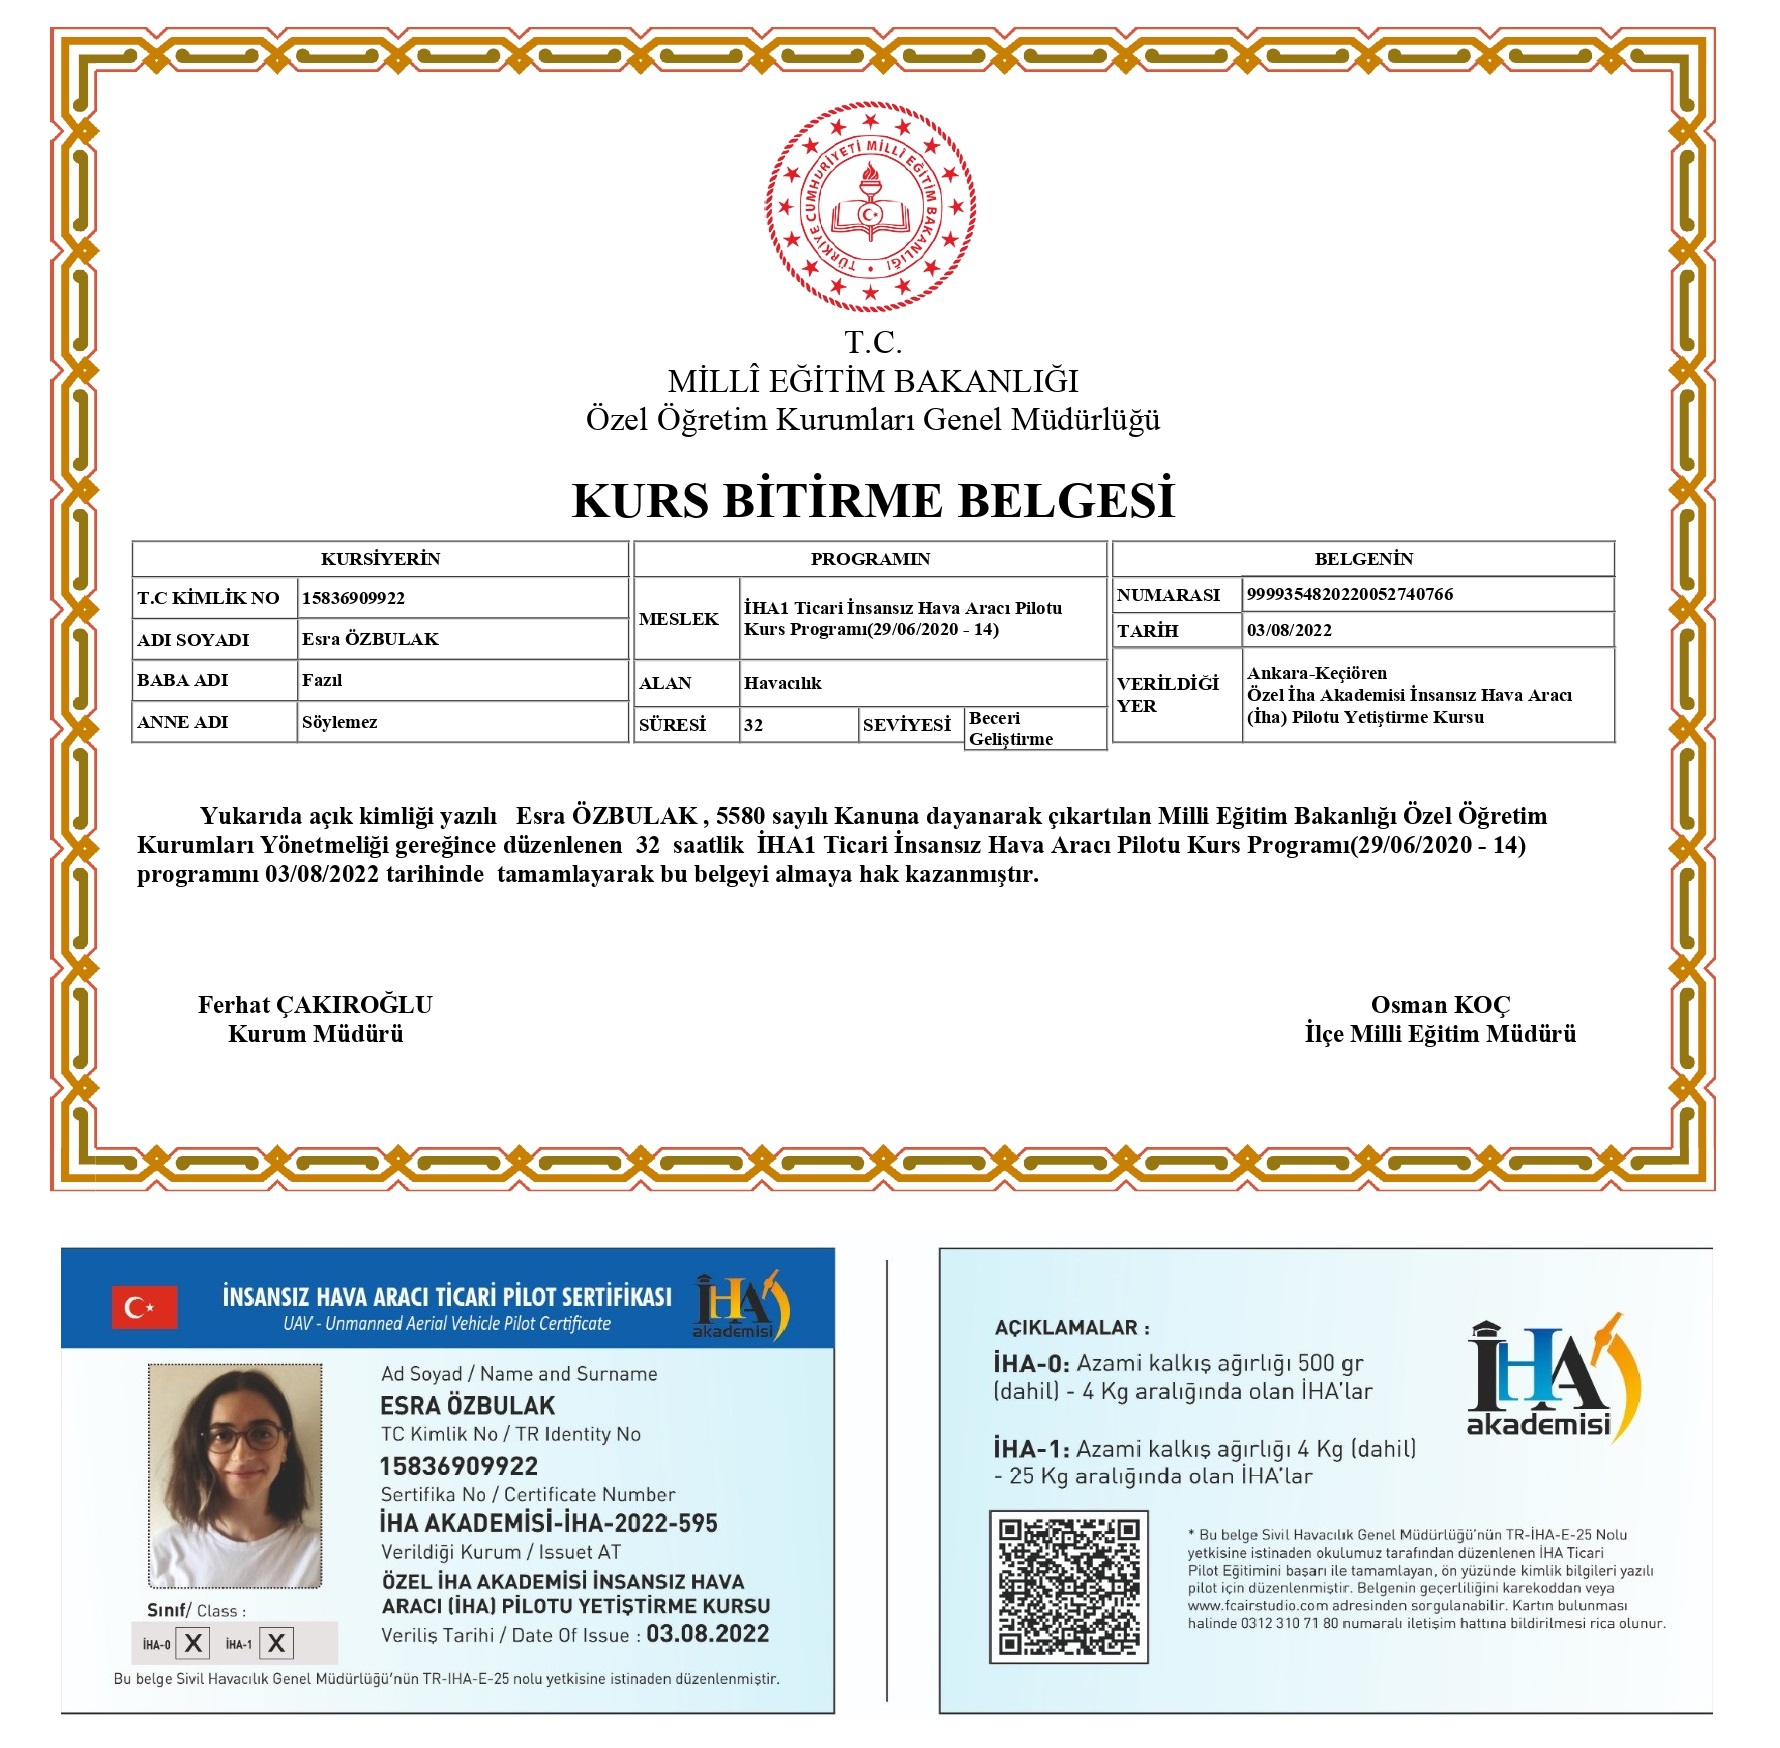 TÜRKİYE CUMHURİYETİ MİLLİ EĞİTİM BAKANLIĞI
T.C.
MİLLÎ EĞİTİM BAKANLIĞI
Özel Öğretim Kurumları Genel Müdürlüğü
KURS BİTİRME BELGESİ
KURSİYERİN
T.C KİMLİK NO 15836909922
ADI SOYADI Esra ÖZBULAK
BABA ADI Fazıl
ANNE ADI Söylemez
PROGRAMIN
MESLEK İHA1 Ticari İnsansız Hava Aracı Pilotu
Kurs Programı(29/06/2020 - 14)
ALAN Havacılık
SÜRESİ 32 SEVİYESİ Beceri
Geliştirme
BELGENİN
NUMARASI 9999354820220052740766
TARİH 03/08/2022
VERİLDİĞİ
YER
Ankara-Keçiören
Özel İha Akademisi İnsansız Hava Aracı
(İha) Pilotu Yetiştirme Kursu
Yukarıda açık kimliği yazılı Esra ÖZBULAK , 5580 sayılı Kanuna dayanarak çıkartılan Milli Eğitim Bakanlığı Özel Öğretim
Kurumları Yönetmeliği gereğince düzenlenen 32 saatlik İHA1 Ticari İnsansız Hava Aracı Pilotu Kurs Programı(29/06/2020 - 14)
programını 03/08/2022 tarihinde tamamlayarak bu belgeyi almaya hak kazanmıştır.
Ferhat ÇAKIROĞLU
Kurum Müdürü
Osman KOÇ
İlçe Milli Eğitim Müdürü
İNSANSIZ HAVA ARACI TİCARİ PİLOT SERTİFİKASI
UAV - Unmanned Aerial Vehicle Pilot Certificate
İHA
akademisi
Ad Soyad / Name and Surname
ESRA ÖZBULAK
TC Kimlik No / TR Identity No
15836909922
Sertifika No / Certificate Number
İHA AKADEMİSİ-İHA-2022-595
Verildiği Kurum / Issuet AT
ÖZEL İHA AKADEMİSİ İNSANSIZ HAVA
ARACI (İHA) PİLOTU YETİŞTİRME KURSU
Veriliş Tarihi / Date Of Issue : 03.08.2022
Sınıf/ Class :
İHA-0 X İHA-1 X
Bu belge Sivil Havacılık Genel Müdürlüğü'nün TR-IHA-E-25 nolu yetkisine istinaden düzenlenmiştir.
AÇIKLAMALAR :
İHA-0: Azami kalkış ağırlığı 500 gr
(dahil) - 4 Kg aralığında olan İHA'lar
İHA-1: Azami kalkış ağırlığı 4 Kg (dahil)
- 25 Kg aralığında olan İHA'lar
İHA
akademisi
* Bu belge Sivil Havacılık Genel Müdürlüğü'nün TR-İHA-E-25 Nolu
yetkisine istinaden okulumuz tarafından düzenlenen İHA Ticari
Pilot Eğitimini başarı ile tamamlayan, ön yüzünde kimlik bilgileri yazılı
pilot için düzenlenmiştir. Belgenin geçerliliğini karekoddan veya
www.fcairstudio.com adresinden sorgulanabilir. Kartın bulunması
halinde 0312 310 71 80 numaralı iletişim hattına bildirilmesi rica olunur.